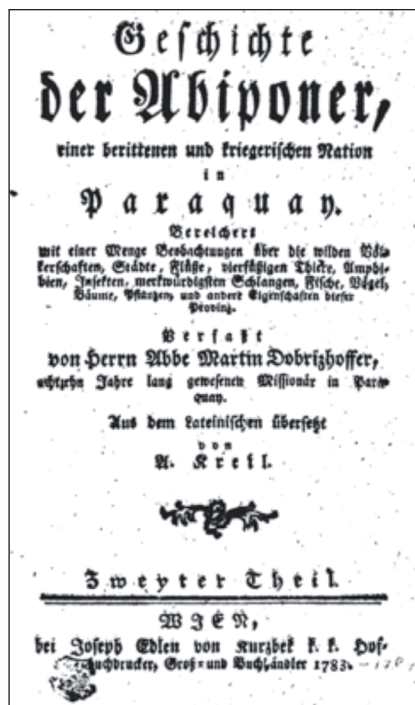 Geschichte
der Abiponer,
einer berittenen und kriegerischen Nation
in
Paraquay.
Bereichert
mit einer Menge Beobachtungen über die wilden Völ-
kerschaften, Städte, Flüße, vierfüßigen Thiere, Amphi-
bien, Insekten, merkwürdigsten Schlangen, Fische, Vögel,
Bäume, Pflanzen, und andere Eigenschaften dieser
Provinz.
Verfaßt
von Herrn Abbe Martin Dobrizhoffer,
achtzehn Jahre lang gewesenen Missionär in Para-
quay.
Aus dem Lateinischen übersetzt
von
A. Kreil.
Zweyter Theil.
WIEN,
bei Joseph Edlen von Kurzbek k. k. Hof-
buchdrucker, Groß- und Buchhändler 1783.